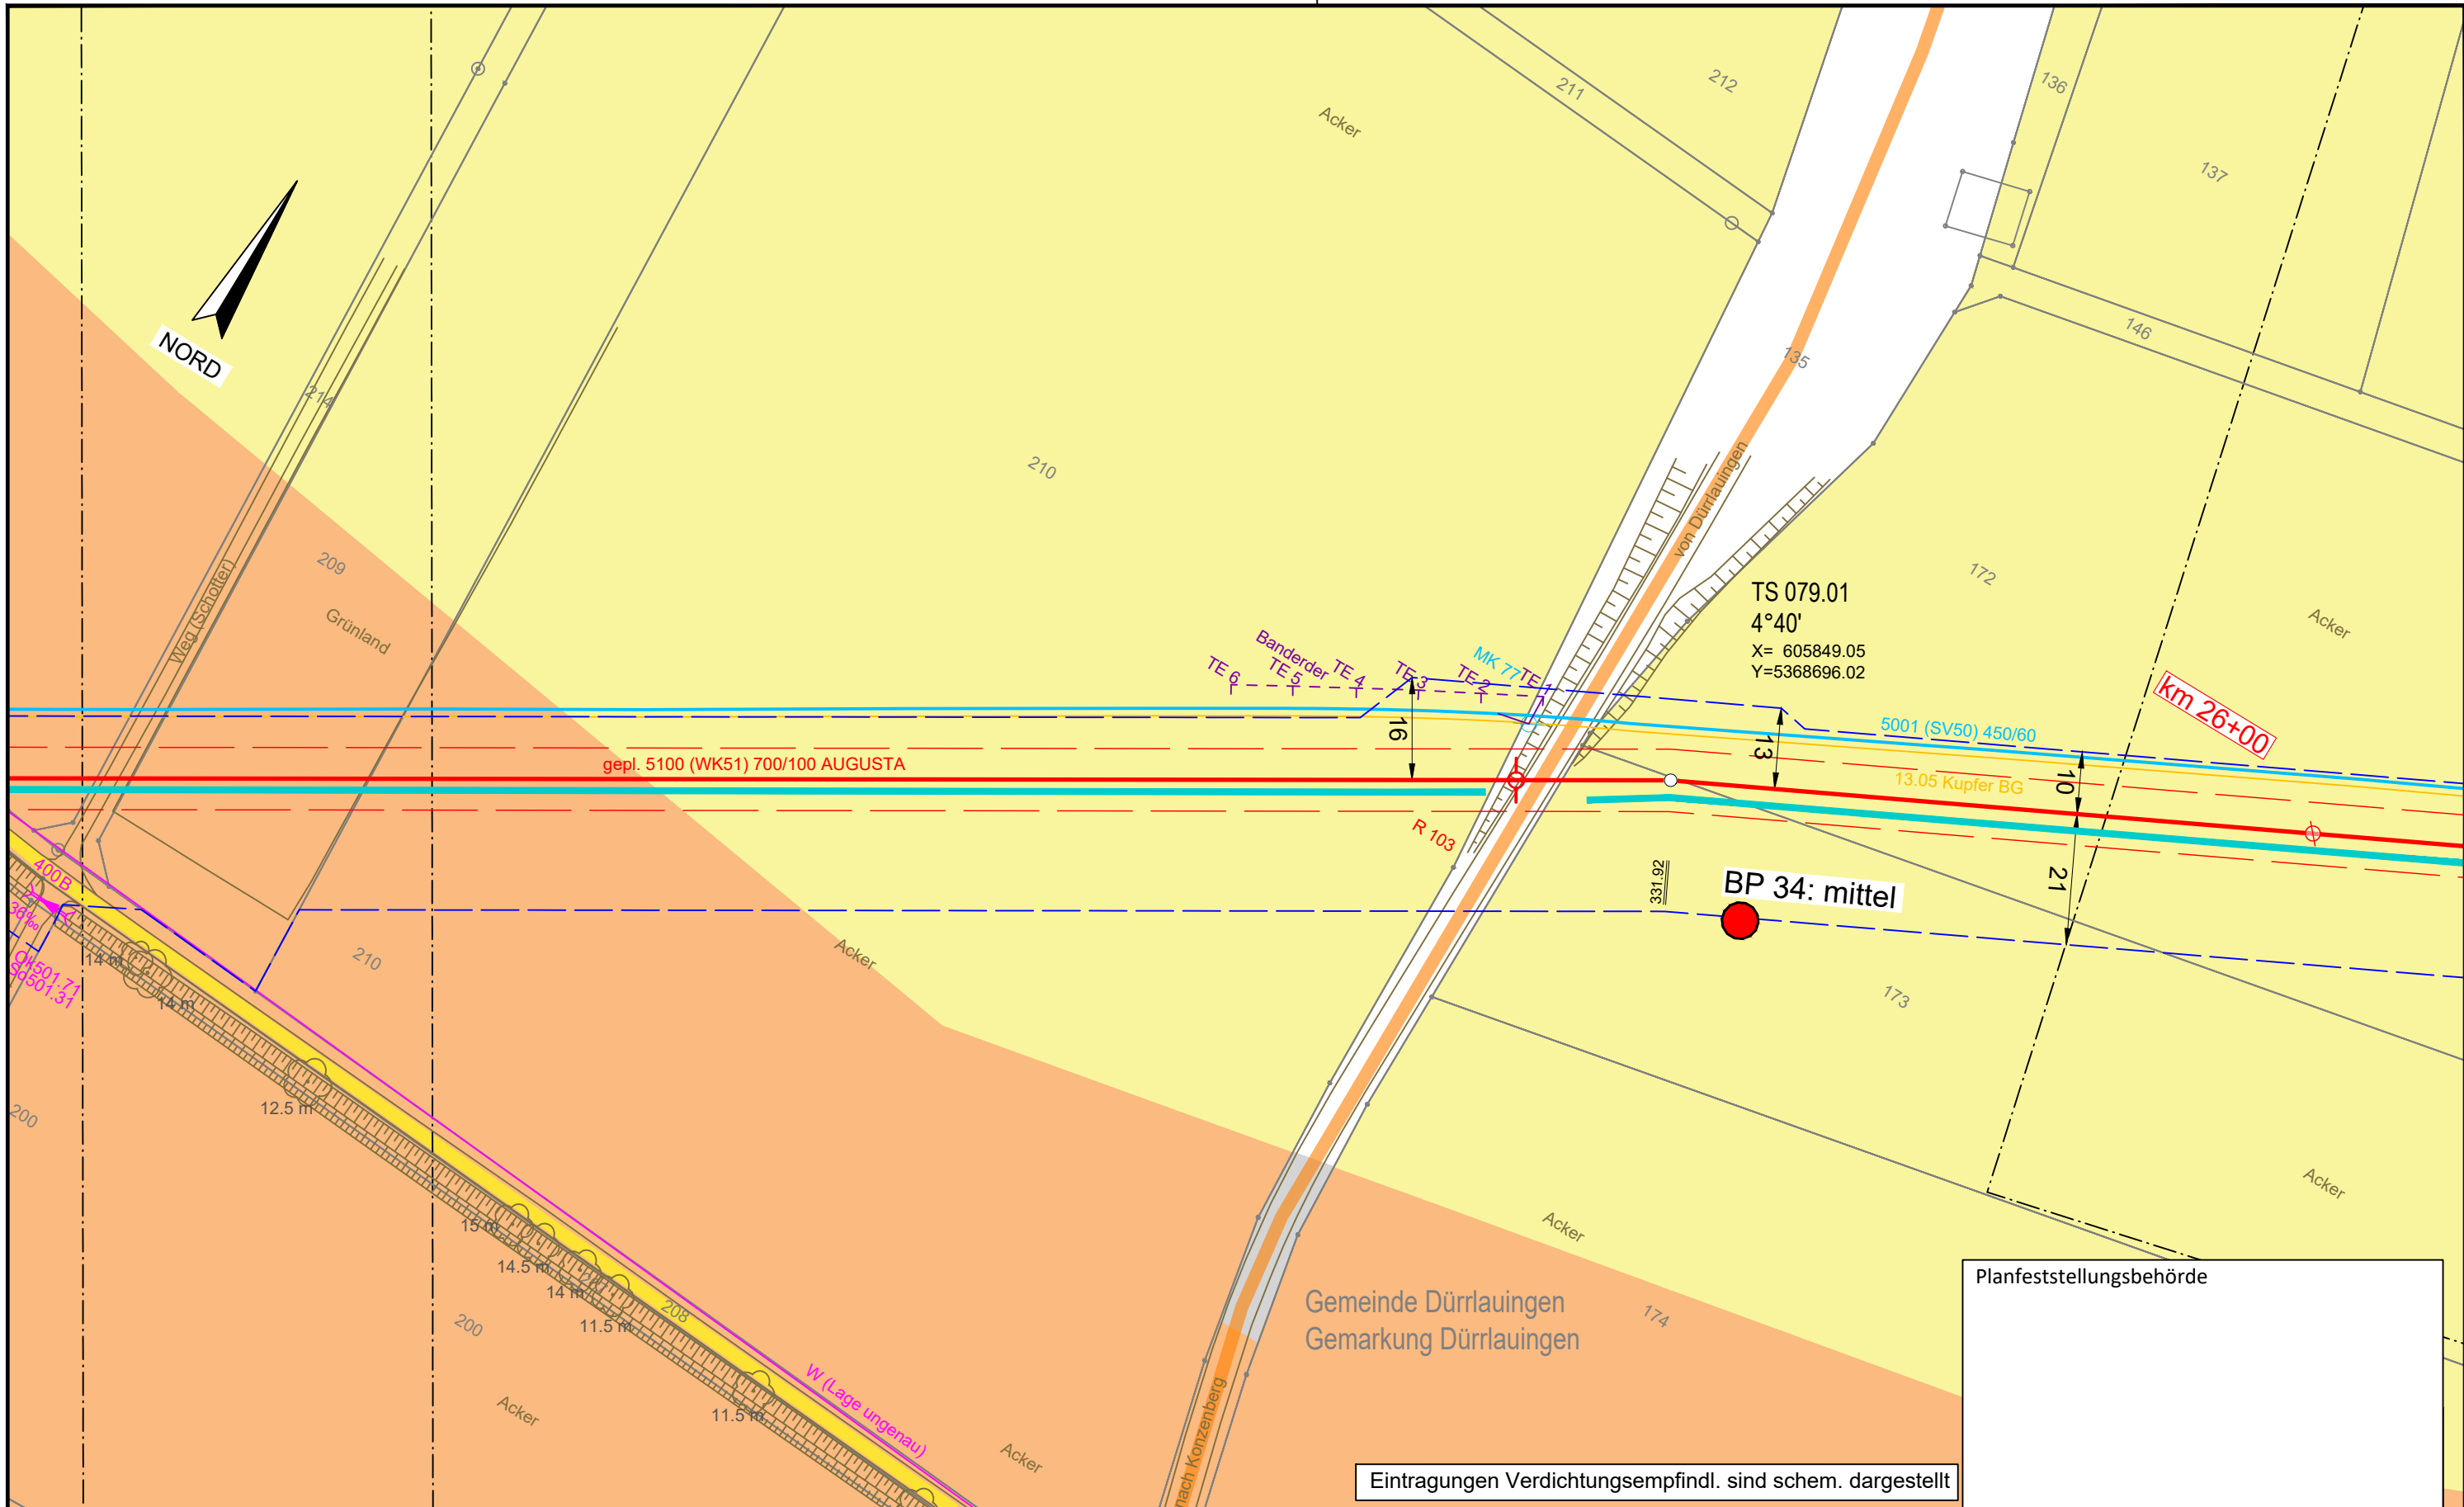 211
212
136
137
Acker
146
135
NORD
214
210
209
Grünland
Weg (Schotter)
von Dürrlauingen
TS 079.01
4°40'
X= 605849.05
Y=5368696.02
172
Acker
km 26+00
Banderder
TE 6
TE 5
TE 4
TE 3
TE 2
TE 1
MK 77
16
13
10
21
5001 (SV50) 450/60
13.05 Kupfer BG
gepl. 5100 (WK51) 700/100 AUGUSTA
R 103
331.92
BP 34: mittel
400B
36‰
OK501.71
So501.31
14 m
14 m
210
Acker
173
200
12.5 m
15 m
14.5 m
14 m
11.5 m
208
200
11.5 m
Acker
W (Lage ungenau)
Acker
nach Konzenberg
Gemeinde Dürrlauingen
Gemarkung Dürrlauingen
Acker
174
Acker
Planfeststellungsbehörde
Eintragungen Verdichtungsempfindl. sind schem. dargestellt